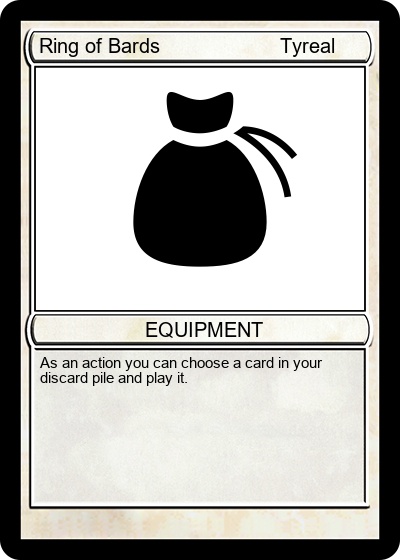 Ring of Bards Tyreal
EQUIPMENT
As an action you can choose a card in your
discard pile and play it.